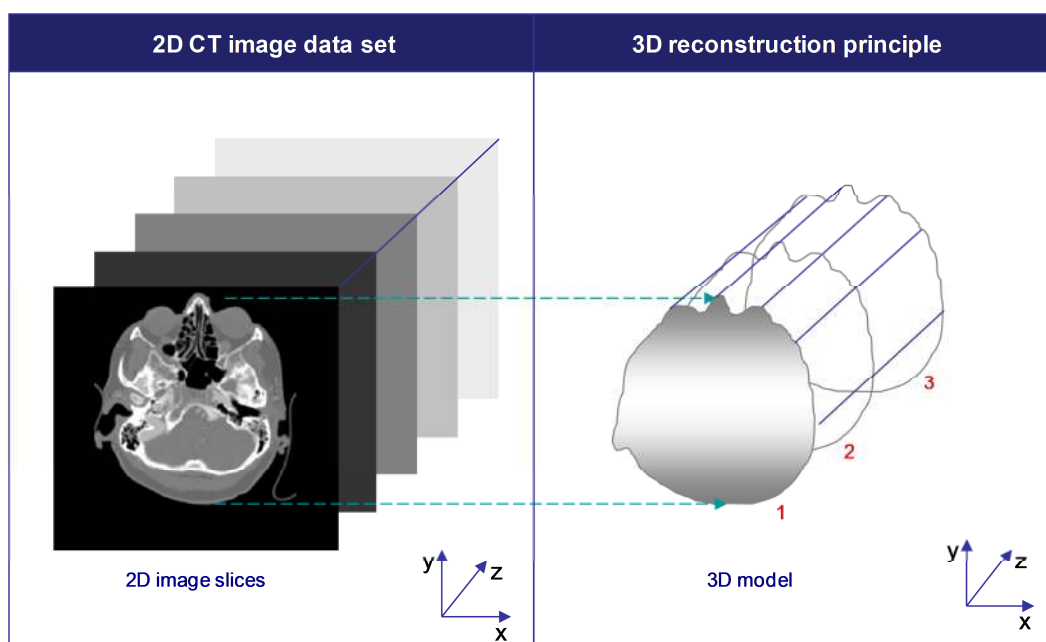 2D CT image data set
3D reconstruction principle
3
2
1
y
z
x
2D image slices
y
z
x
3D model